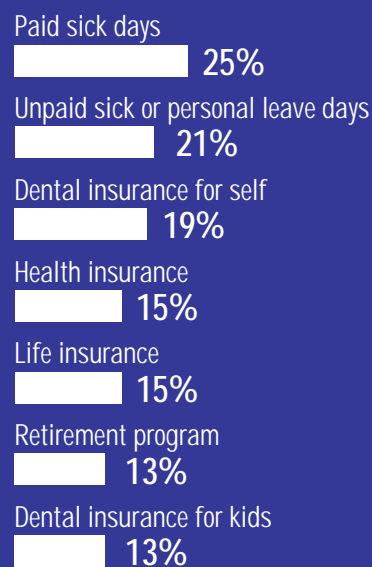 Paid sick days
25%
Unpaid sick or personal leave days
21%
Dental insurance for self
19%
Health insurance
15%
Life insurance
15%
Retirement program
13%
Dental insurance for kids
13%